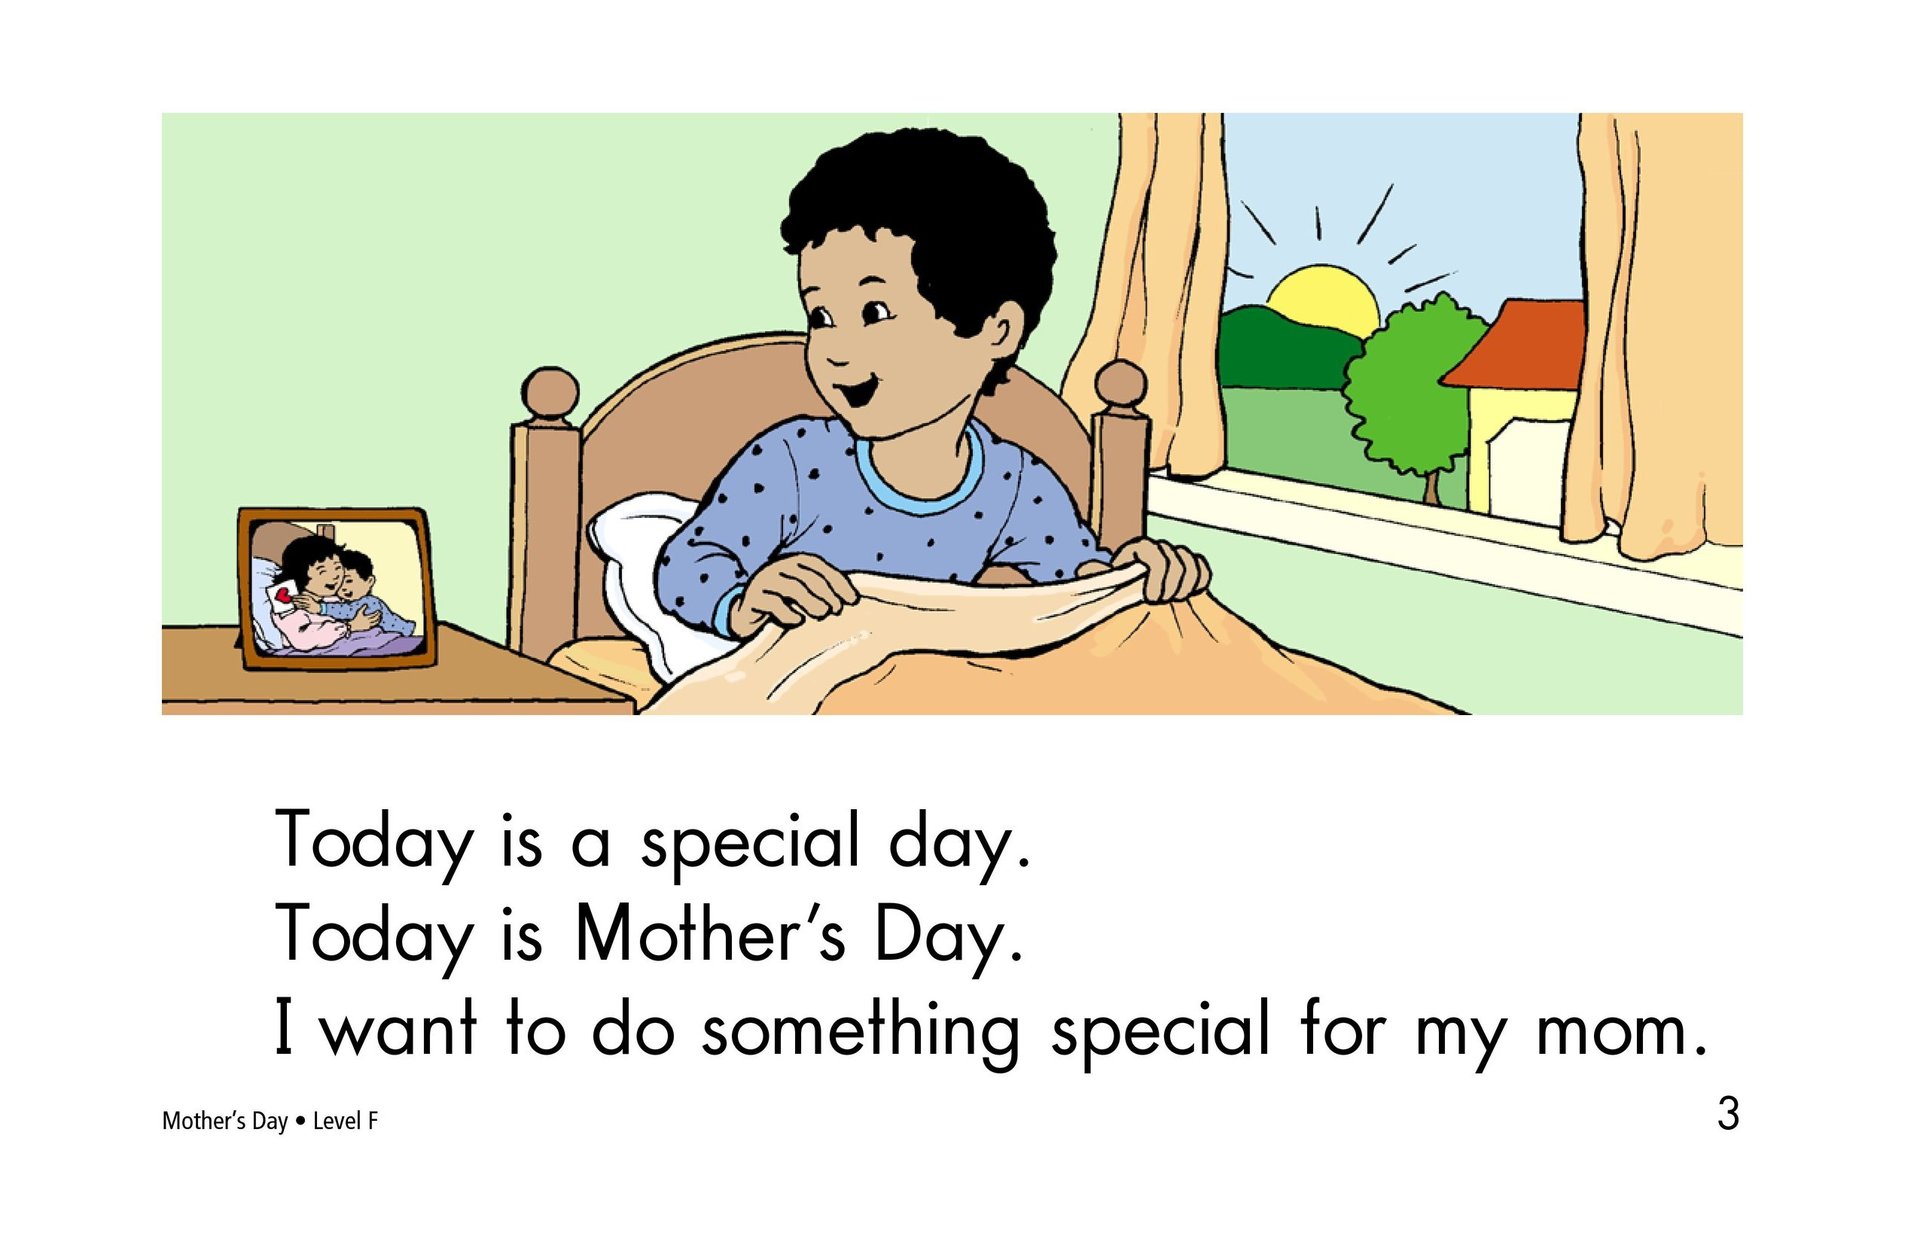 Today is a special day.
Today is Mother’s Day.
I want to do something special for my mom.
Mother’s Day • Level F
3